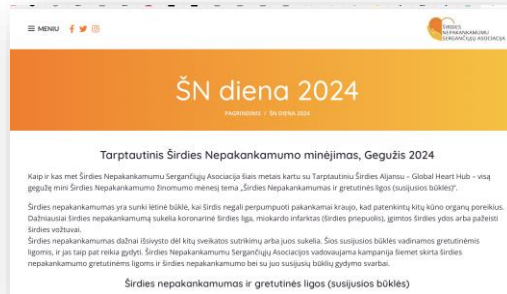 MENIU
ŠIRDIES
NEPAKANKAMUMU
SERGANČIŲJŲ ASOCIACIJA
ŠN diena 2024
PAGRINDINIS / ŠN DIENA 2024
Tarptautinis Širdies Nepakankamumo minėjimas, Gegužis 2024
Kaip ir kas met Širdies Nepakankamumu Sergančiųjų Asociacija šiais metais kartu su Tarptautiniu Širdies Aljansu – Global Heart Hub – visą
gegužę mini Širdies Nepakankamumo žinomumo mėnesį tema „Širdies Nepakankamumas ir gretutinės ligos (susijusios būklės)".
Širdies nepakankamumas yra sunki lėtinė būklė, kai širdis negali perpumpuoti pakankamai kraujo, kad patenkintų kitų kūno organų poreikius.
Dažniausiai širdies nepakankamumą sukelia koronarinė širdies liga, miokardo infarktas (širdies priepuolis), įgimtos širdies ydos arba pažeisti
širdies vožtuvai.
Širdies nepakankamumas dažnai išsivysto dėl kitų sveikatos sutrikimų arba juos sukelia. Šios susijusios būklės vadinamos gretutinėmis
ligomis, ir jas taip pat reikia gydyti. Širdies Nepakankamumu Sergančiųjų Asociacijos vadovaujama kampanija šiemet skirta širdies
nepakankamumo gretutinėms ligoms ir širdies nepakankamumo bei su juo susijusių būklių gydymo svarbai.
Širdies nepakankamumas ir gretutinės ligos (susijusios būklės)